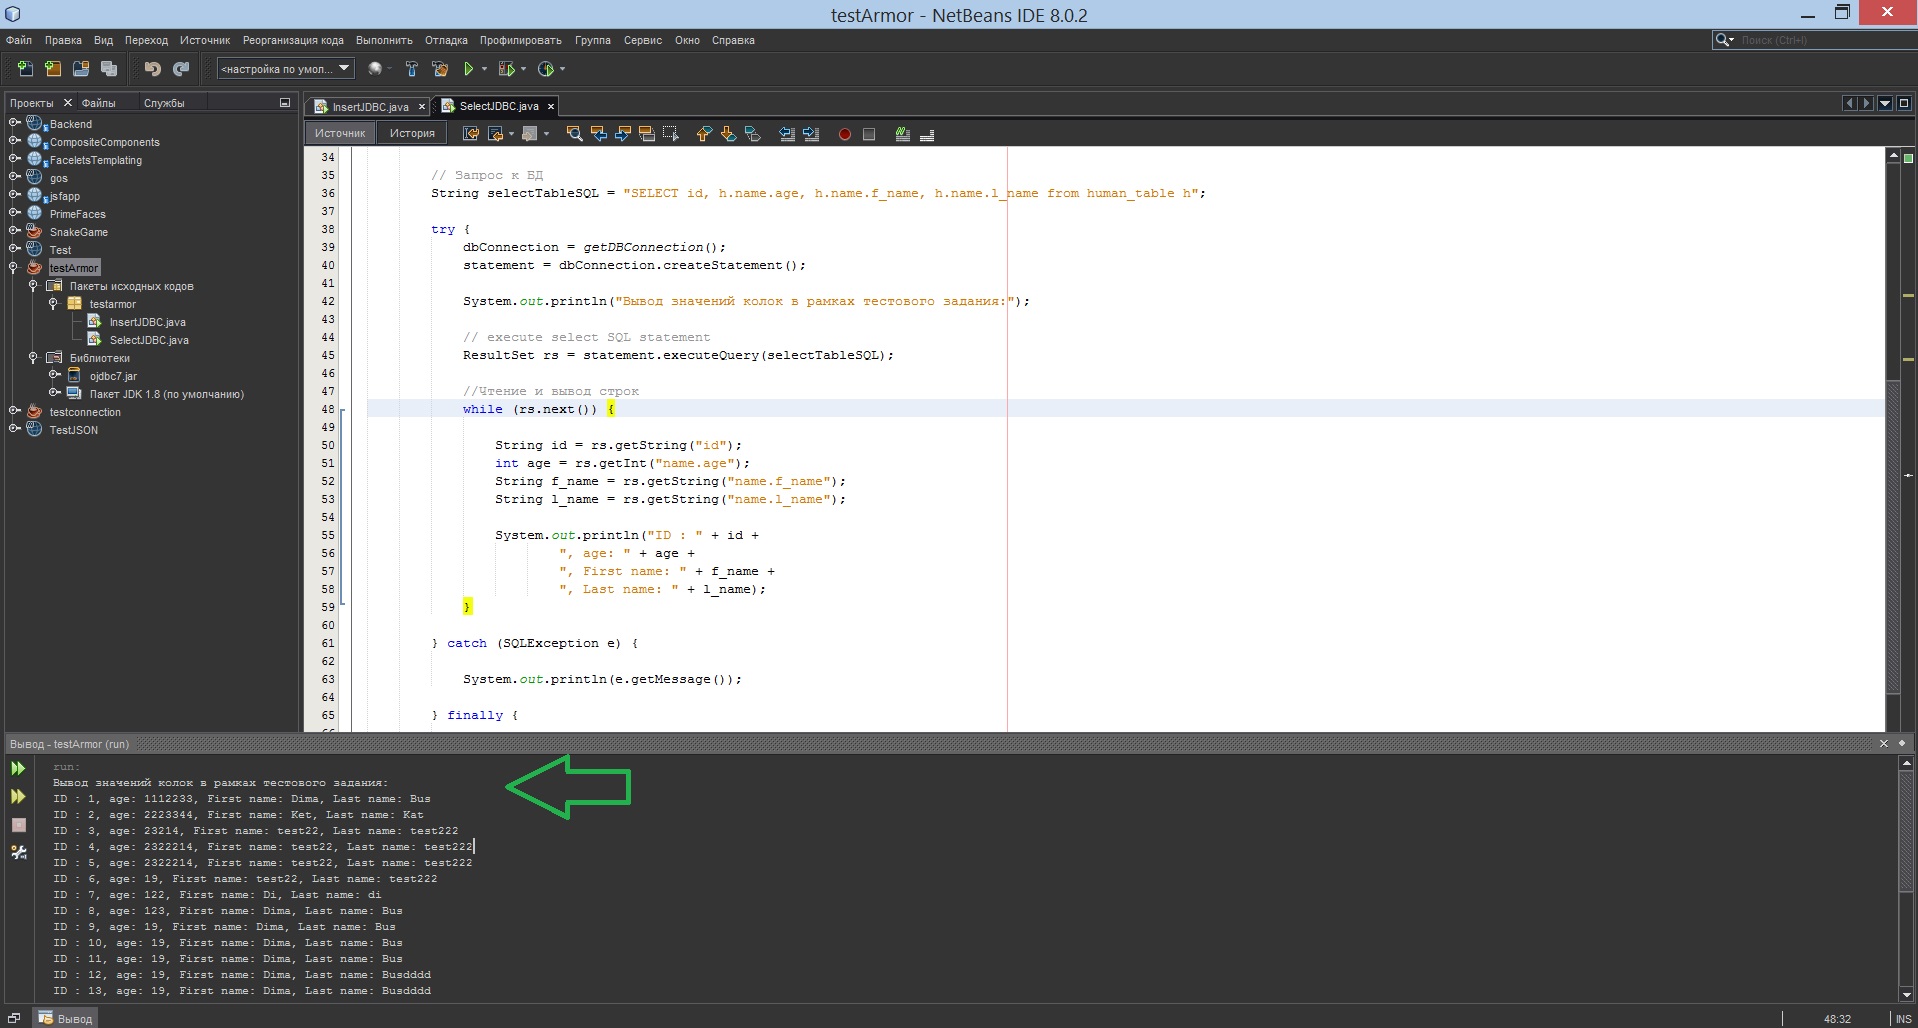 testArmor - NetBeans IDE 8.0.2
Файл Правка Вид Переход Источник Реорганизация кода Выполнить Отладка Профилировать Группа Сервис Окно Справка
Поиск (Ctrl+I)
<настройка по умол...
Проекты Файлы Службы
InsertJDBC.java SelectJDBC.java
Источник История
Backend
CompositeComponents
FaceletsTemplating
gos
jsfapp
PrimeFaces
SnakeGame
Test
testArmor
Пакеты исходных кодов
testarmor
InsertJDBC.java
SelectJDBC.java
Библиотеки
ojdbc7.jar
Пакет JDK 1.8 (по умолчанию)
testconnection
TestJSON
34
35 // Запрос к БД
36 String selectTableSQL = "SELECT id, h.name.age, h.name.f_name, h.name.l_name from human_table h";
37
38 try {
39 dbConnection = getDBConnection();
40 statement = dbConnection.createStatement();
41
42 System.out.println("Вывод значений колок в рамках тестового задания:");
43
44 // execute select SQL statement
45 ResultSet rs = statement.executeQuery(selectTableSQL);
46
47 //Чтение и вывод строк
48 while (rs.next()) {
49
50 String id = rs.getString("id");
51 int age = rs.getInt("name.age");
52 String f_name = rs.getString("name.f_name");
53 String l_name = rs.getString("name.l_name");
54
55 System.out.println("ID : " + id +
56 ", age: " + age +
57 ", First name: " + f_name +
58 ", Last name: " + l_name);
59 }
60
61 } catch (SQLException e) {
62
63 System.out.println(e.getMessage());
64
65 } finally {
Вывод - testArmor (run)
run:
Вывод значений колок в рамках тестового задания:
ID : 1, age: 1112233, First name: Dima, Last name: Bus
ID : 2, age: 2223344, First name: Ket, Last name: Kat
ID : 3, age: 23214, First name: test22, Last name: test222
ID : 4, age: 2322214, First name: test22, Last name: test222
ID : 5, age: 2322214, First name: test22, Last name: test222
ID : 6, age: 19, First name: test22, Last name: test222
ID : 7, age: 122, First name: Di, Last name: di
ID : 8, age: 123, First name: Dima, Last name: Bus
ID : 9, age: 19, First name: Dima, Last name: Bus
ID : 10, age: 19, First name: Dima, Last name: Bus
ID : 11, age: 19, First name: Dima, Last name: Bus
ID : 12, age: 19, First name: Dima, Last name: Busdddd
ID : 13, age: 19, First name: Dima, Last name: Busdddd
Вывод
48:32 INS